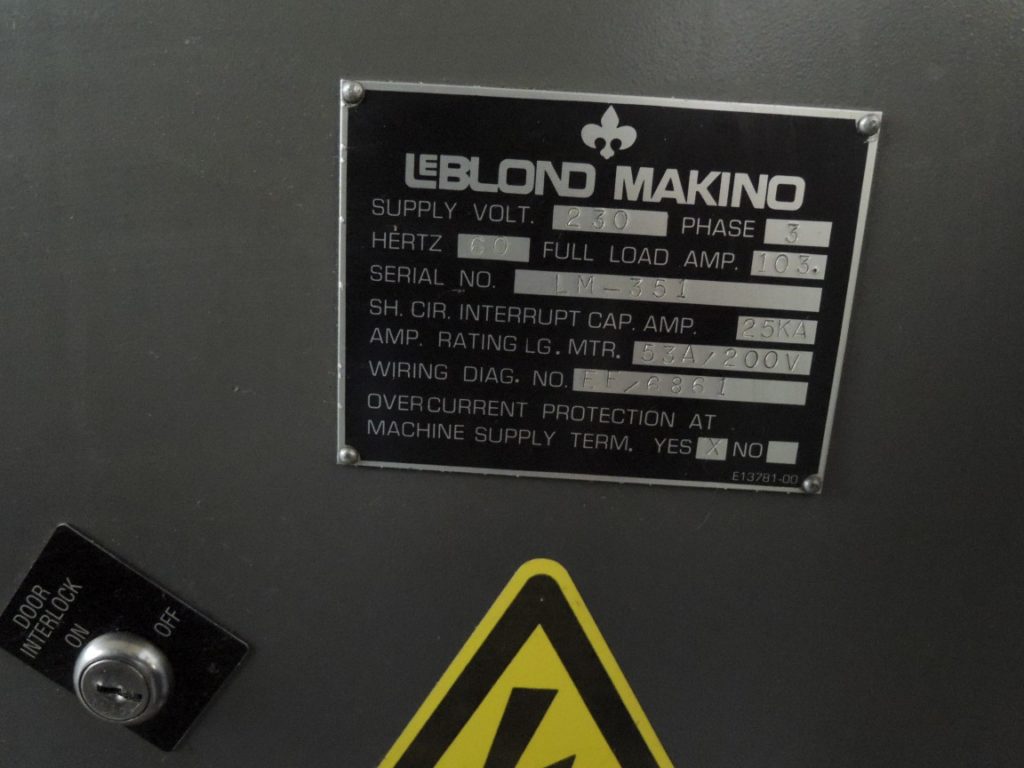 LEBLOND MAKINO
SUPPLY VOLT. 230 PHASE 3
HERTZ 60 FULL LOAD AMP. 103.
SERIAL NO. LM-351
SH. CIR. INTERRUPT CAP. AMP. 25KA
AMP. RATING LG. MTR. 53A/200V
WIRING DIAG. NO. EF/6861
OVERCURRENT PROTECTION AT
MACHINE SUPPLY TERM. YES X NO
E13781-00
DOOR
INTERLOCK
ON OFF